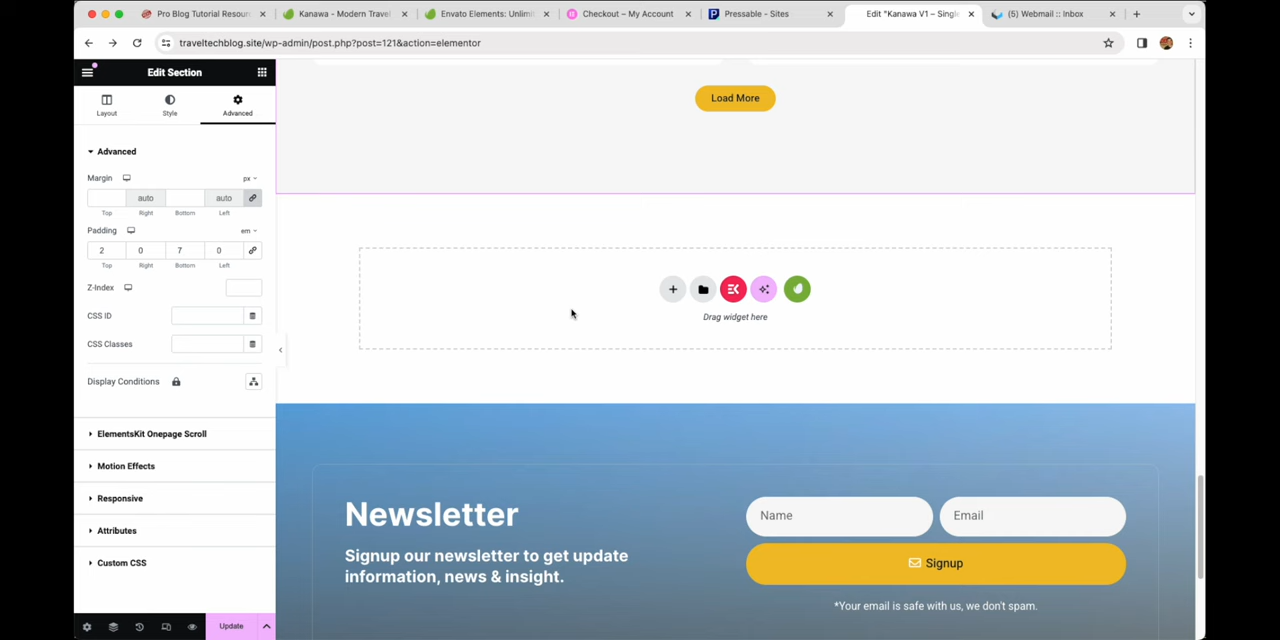 Pro Blog Tutorial Resourc
Kanawa - Modern Travel
Envato Elements: Unlimi
Checkout – My Account
Pressable - Sites
Edit "Kanawa V1 – Single
(5) Webmail :: Inbox
traveltechblog.site/wp-admin/post.php?post=121&action=elementor
Edit Section
Layout
Style
Advanced
Advanced
Margin
px
auto
auto
Top
Right
Bottom
Left
Padding
em
2
0
7
0
Top
Right
Bottom
Left
Z-Index
CSS ID
CSS Classes
Display Conditions
ElementsKit Onepage Scroll
Motion Effects
Responsive
Attributes
Custom CSS
Update
Load More
Drag widget here
Newsletter
Signup our newsletter to get update
information, news & insight.
Name
Email
Signup
*Your email is safe with us, we don't spam.